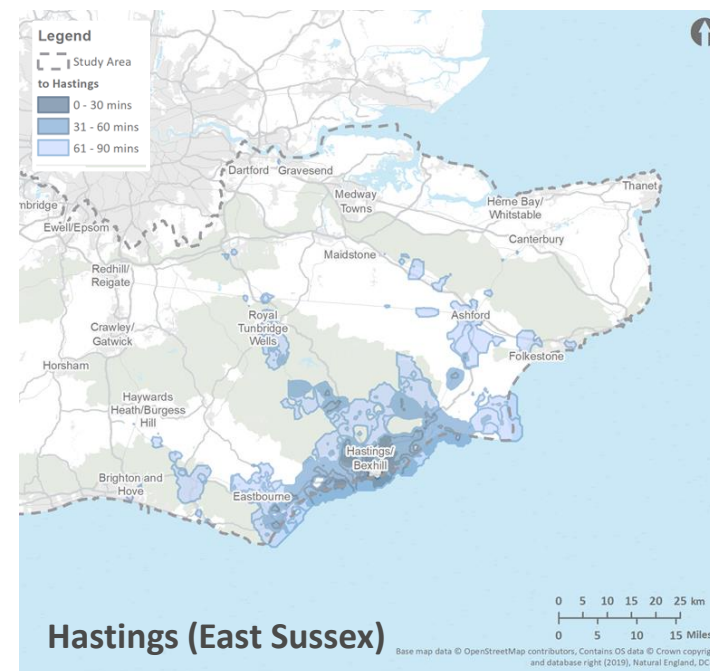 Legend
Study Area
to Hastings
0 - 30 mins
31 - 60 mins
61 - 90 mins
Dartford Gravesend
Thanet
Medway
Towns
Herne Bay/
Whitstable
mbridge
Ewell/Epsom
Canterbury
Maidstone
Redhill/
Reigate
Royal
Tunbridge
Wells
Ashford
Crawley/
Gatwick
Folkestone
Horsham
Haywards
Heath/Burgess
Hill
Hastings/
Bexhill
Brighton and
Hove
Eastbourne
0 5 10 15 20 25 km
0 5 10 15 Miles
Hastings (East Sussex)
Base map data © OpenStreetMap contributors, Contains OS data © Crown copyrig
and database right (2019), Natural England, DC